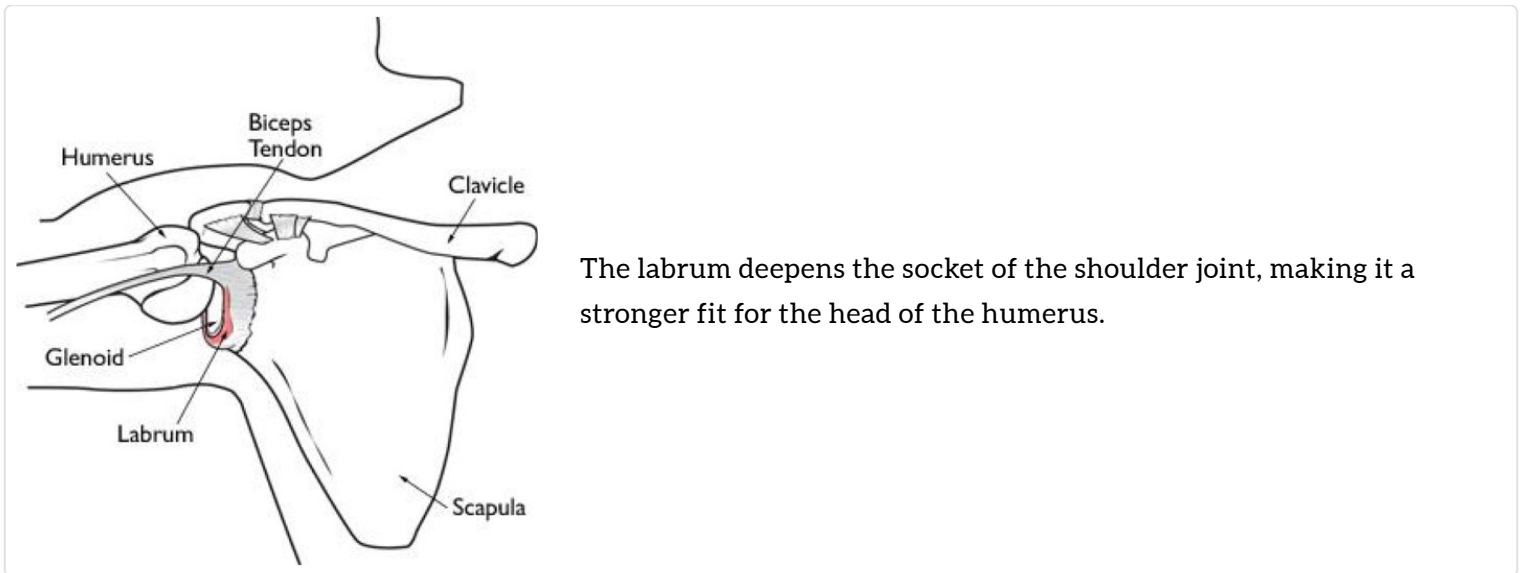 Biceps
Tendon
Humerus
Clavicle
The labrum deepens the socket of the shoulder joint, making it a
stronger fit for the head of the humerus.
Glenoid
Labrum
Scapula